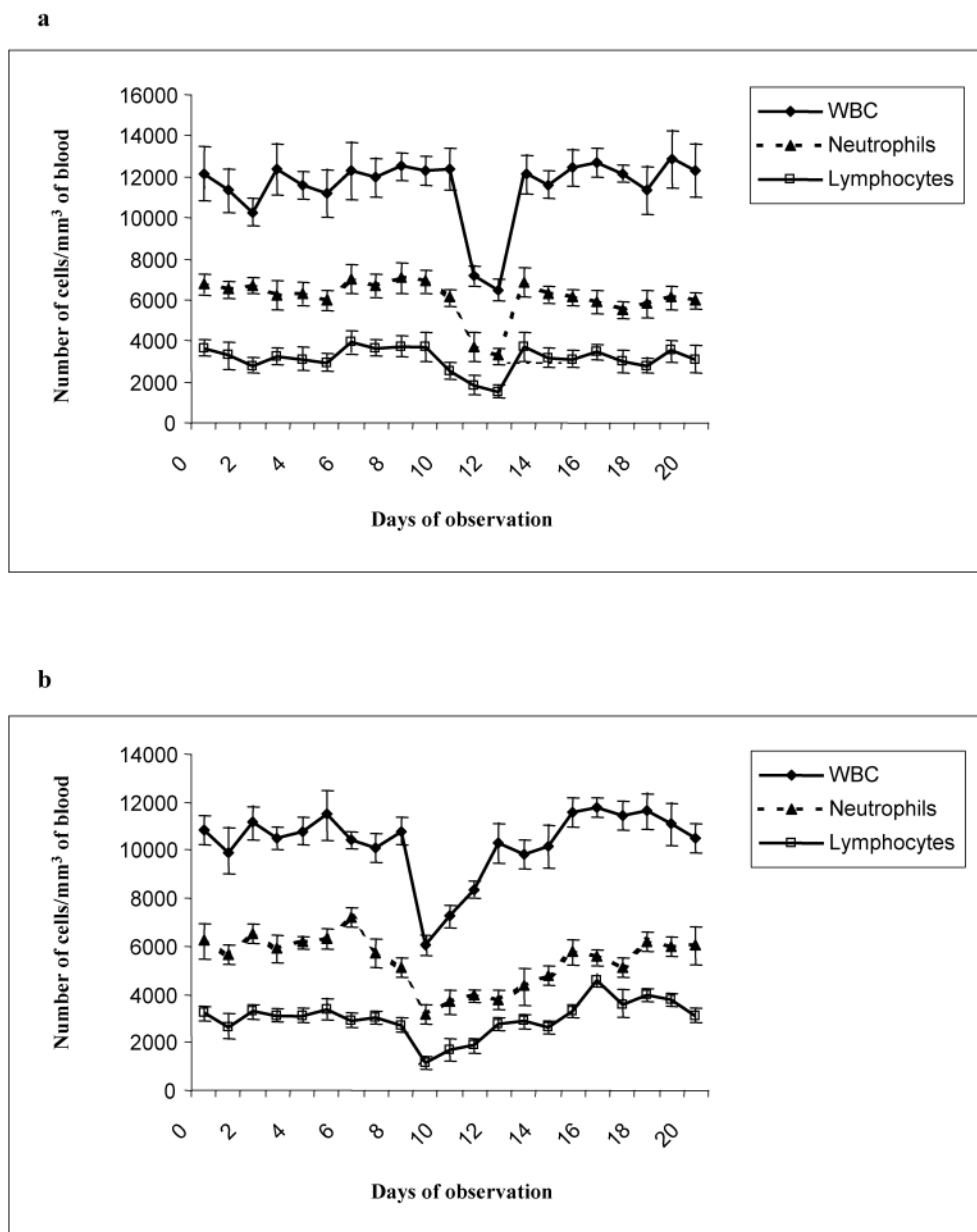 a
16000
14000
12000
10000
8000
6000
4000
2000
0
Number of cells/mm³ of blood
0 2 4 6 8 10 12 14 16 18 20
Days of observation
WBC
Neutrophils
Lymphocytes
b
14000
12000
10000
8000
6000
4000
2000
0
Number of cells/mm³ of blood
0 2 4 6 8 10 12 14 16 18 20
Days of observation
WBC
Neutrophils
Lymphocytes